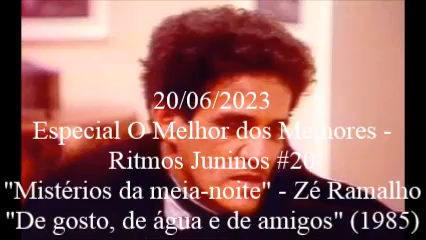 20/06/2023
Especial O Melhor dos Melhores -
Ritmos Juninos #20
"Mistérios da meia-noite" - Zé Ramalho
"De gosto, de água e de amigos" (1985)